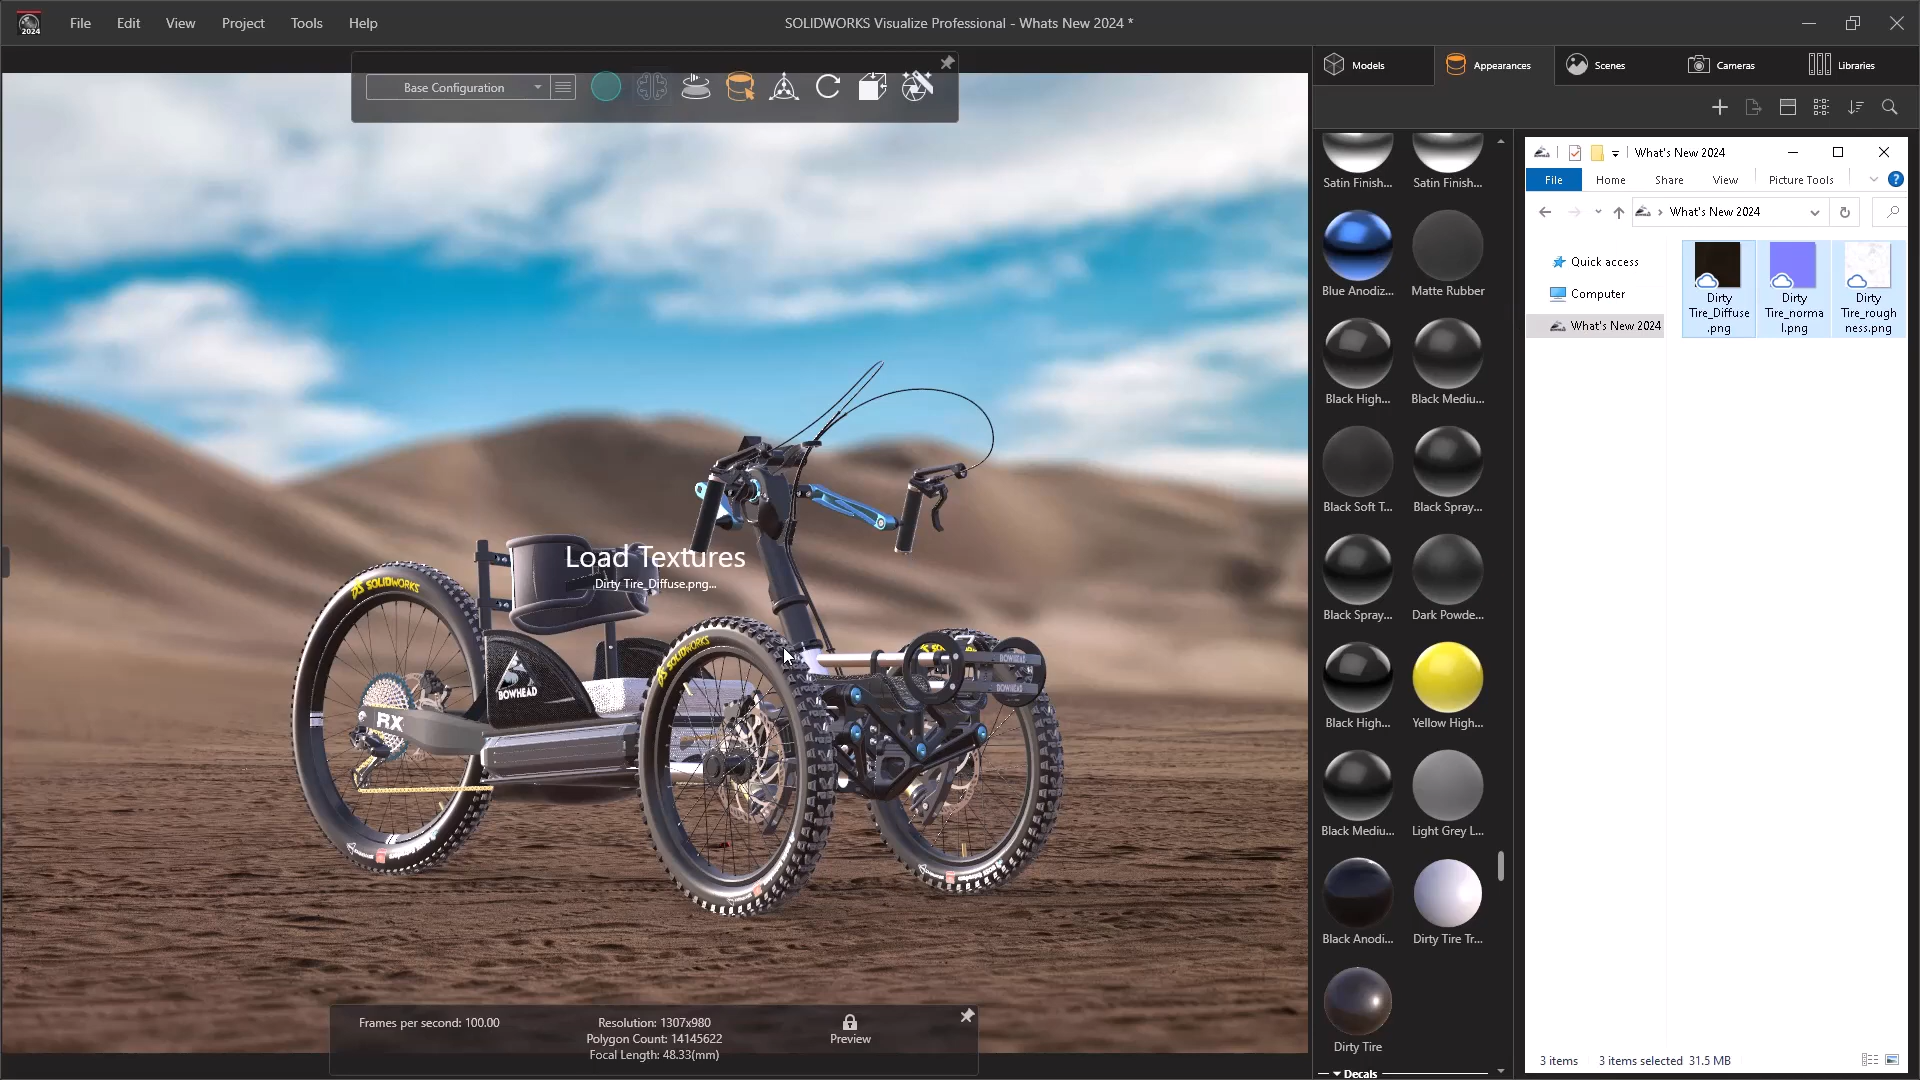 2024
File
Edit
View
Project
Tools
Help
SOLIDWORKS Visualize Professional - Whats New 2024 *
Base Configuration
Models
Appearances
Scenes
Cameras
Libraries
Satin Finish...
Satin Finish...
Blue Anodiz...
Matte Rubber
Black High...
Black Mediu...
Black Soft T...
Black Spray...
Black Spray...
Dark Powde...
Black High...
Yellow High...
Black Mediu...
Light Grey L...
Black Anodi...
Dirty Tire Tr...
Dirty Tire
Decals
What's New 2024
File
Home
Share
View
Picture Tools
What's New 2024
Quick access
Computer
What's New 2024
Dirty
Tire_Diffuse
.png
Dirty
Tire_norma
l.png
Dirty
Tire_rough
ness.png
3 items
3 items selected 31.5 MB
Load Textures
Dirty Tire_Diffuse.png...
SOLIDWORKS
SOLIDWORKS
BOWHEAD
RX
BOWHEAD
BOWHEAD
Frames per second: 100.00
Resolution: 1307x980
Polygon Count: 14145622
Focal Length: 48.33(mm)
Preview